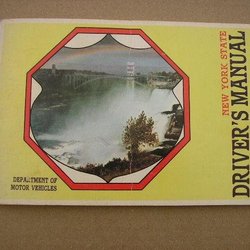 NEW YORK STATE
DRIVER'S MANUAL
DEPARTMENT OF
MOTOR VEHICLES